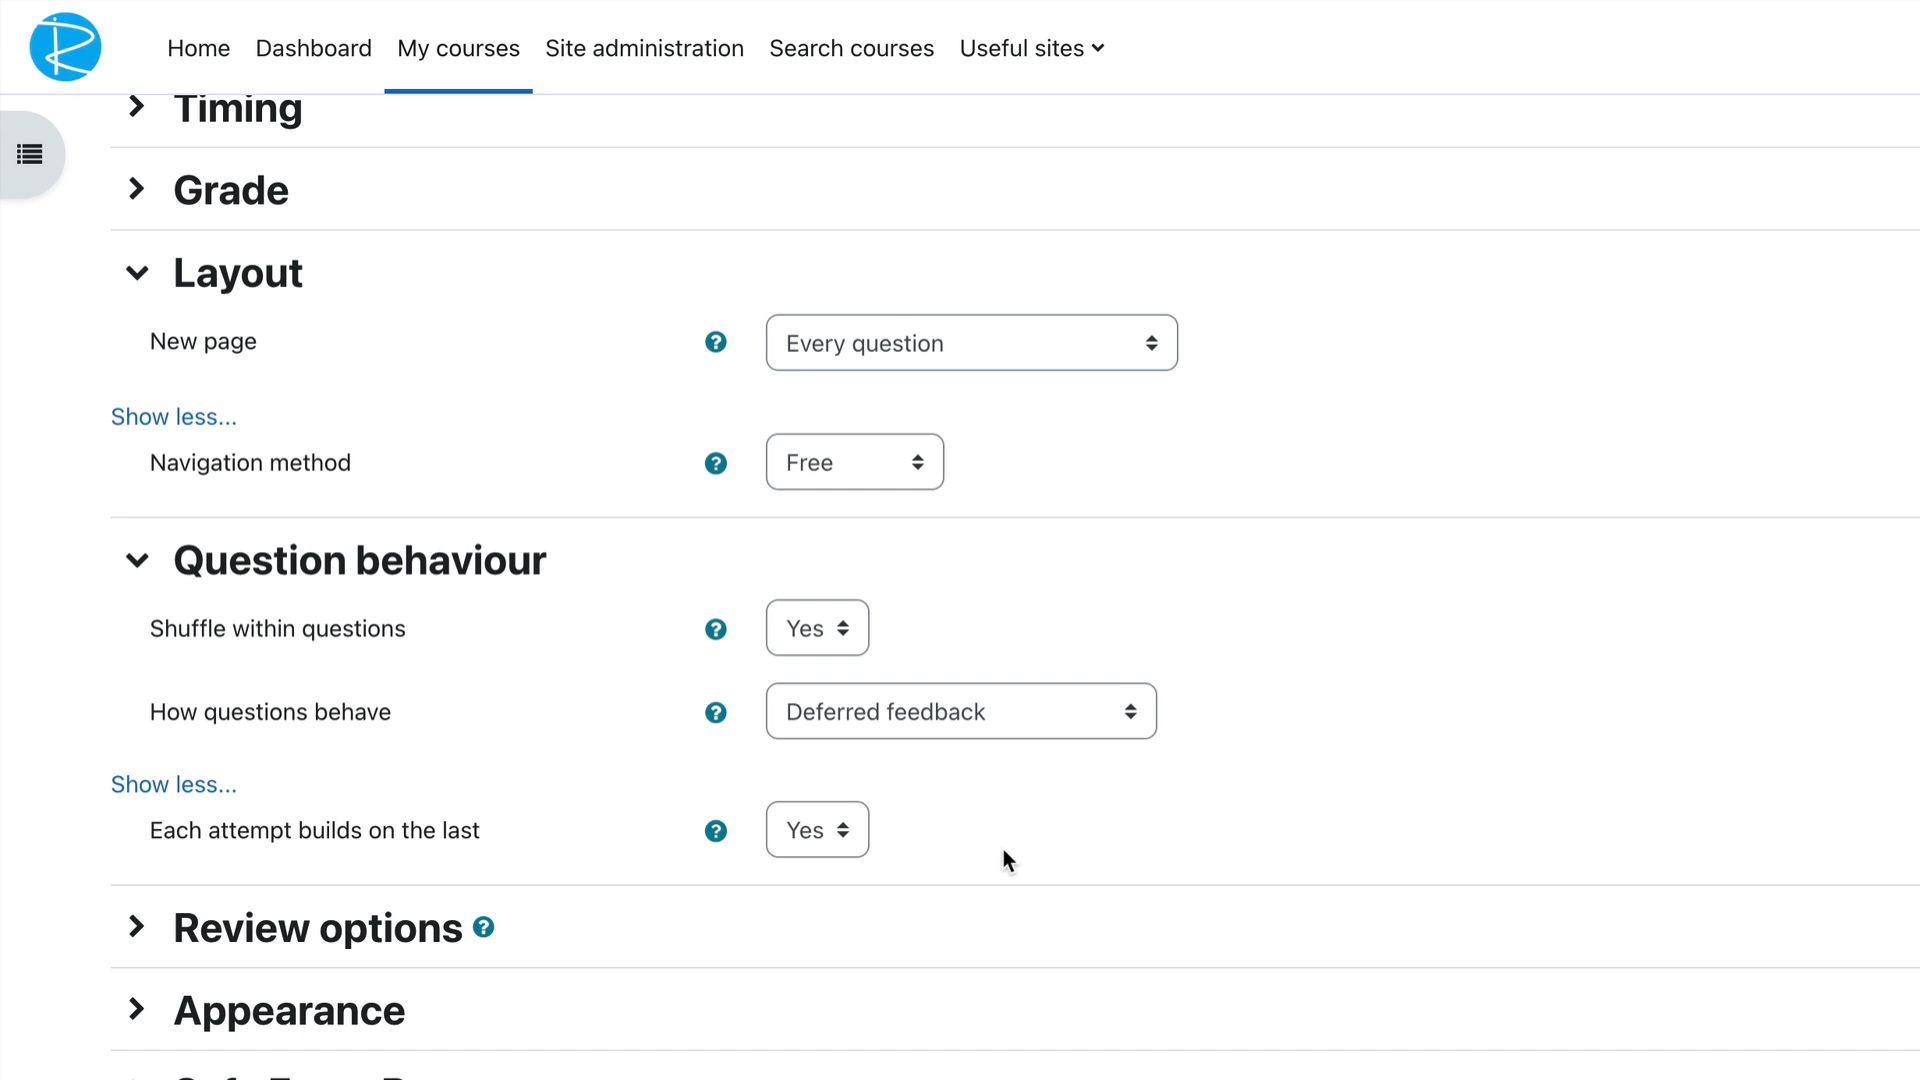 Home Dashboard My courses Site administration Search courses Useful sites
Timing
Grade
Layout
New page ? Every question
Show less...
Navigation method ? Free
Question behaviour
Shuffle within questions ? Yes
How questions behave ? Deferred feedback
Show less...
Each attempt builds on the last ? Yes
Review options ?
Appearance